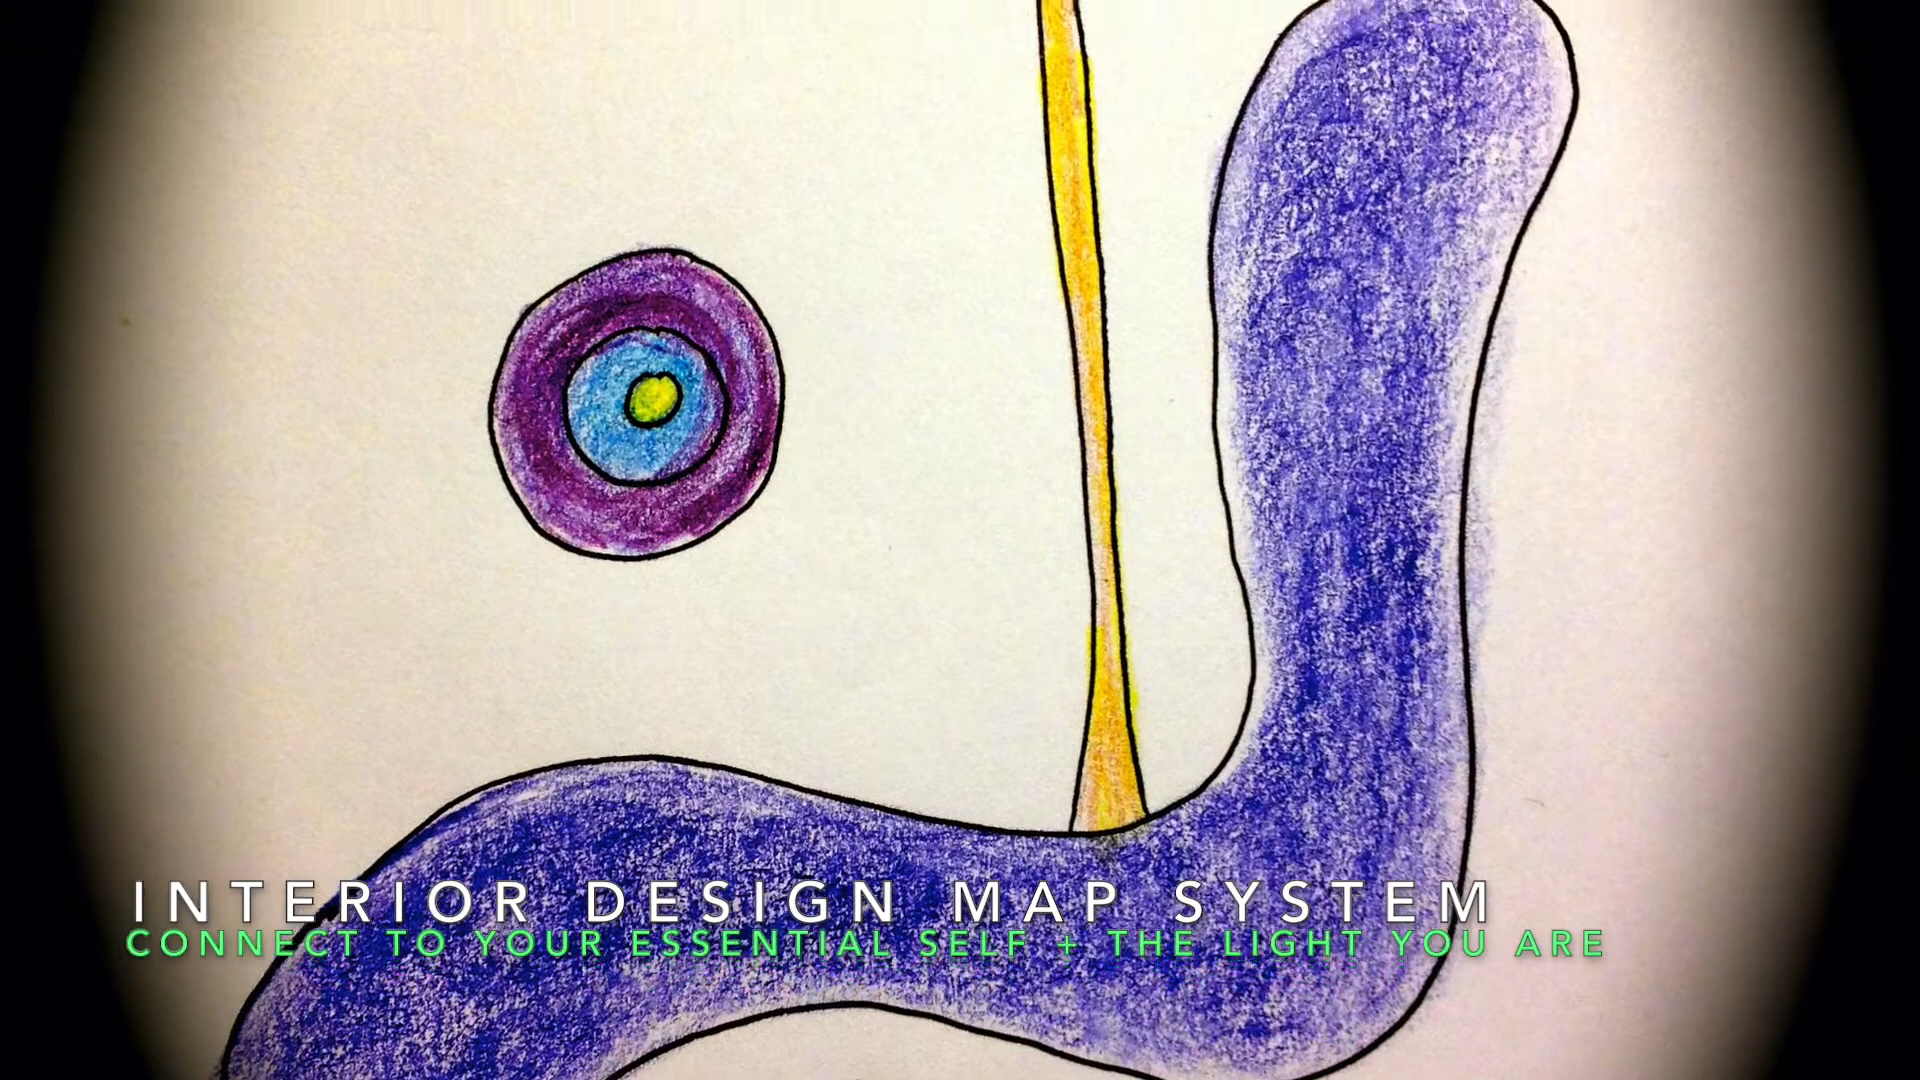 INTERIOR DESIGN MAP SYSTEM
CONNECT TO YOUR ESSENTIAL SELF + THE LIGHT YOU ARE